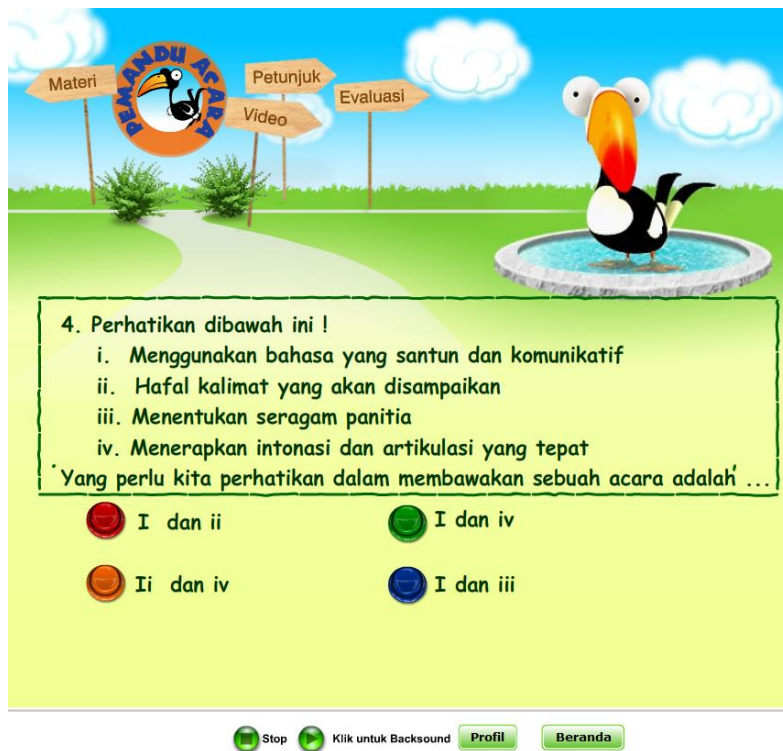 Materi
PEMANDU ACARA
Petunjuk
Video
Evaluasi
4. Perhatikan dibawah ini !
i. Menggunakan bahasa yang santun dan komunikatif
ii. Hafal kalimat yang akan disampaikan
iii. Menentukan seragam panitia
iv. Menerapkan intonasi dan artikulasi yang tepat
Yang perlu kita perhatikan dalam membawakan sebuah acara adalah ...
I dan ii
I dan iv
Ii dan iv
I dan iii
Stop
Klik untuk Backsound
Profil
Beranda